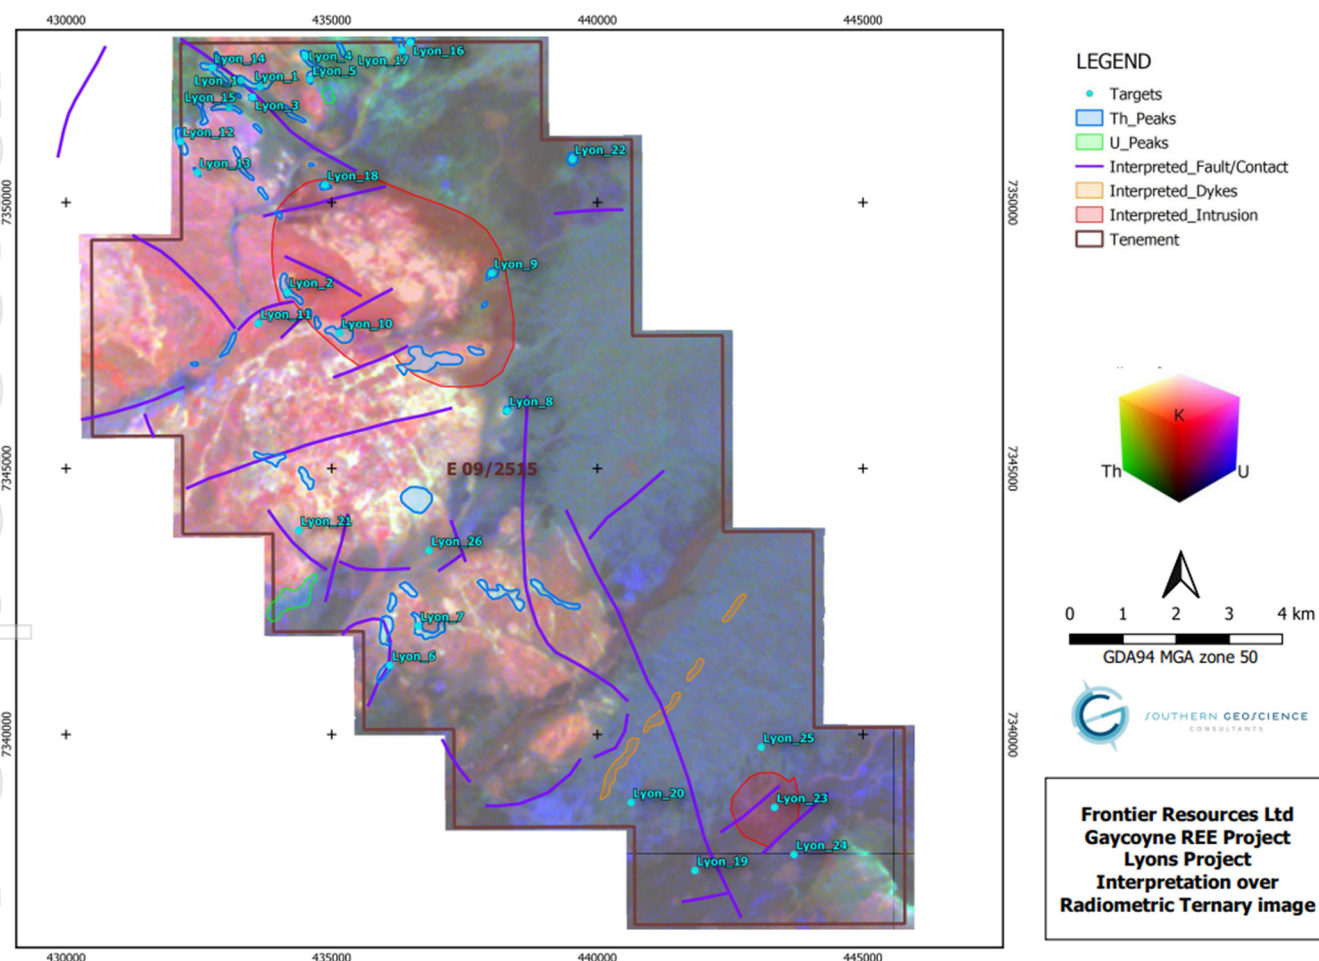 430000
435000
440000
445000
Lyon_14
Lyon_4
Lyon_17
Lyon_16
Lyon_1
Lyon_1
Lyon_5
Lyon_15
Lyon_3
Lyon_12
Lyon_13
Lyon_22
Lyon_18
7350000
7350000
Lyon_9
Lyon_2
Lyon_11
Lyon_10
Lyon_8
E 09/2515
7345000
7345000
Lyon_21
Lyon_26
Lyon_7
Lyon_6
7340000
7340000
Lyon_25
Lyon_20
Lyon_23
Lyon_24
Lyon_19
430000
435000
440000
445000
LEGEND
Targets
Th_Peaks
U_Peaks
Interpreted_Fault/Contact
Interpreted_Dykes
Interpreted_Intrusion
Tenement
K
Th
U
0 1 2 3 4 km
GDA94 MGA zone 50
SOUTHERN GEOSCIENCE
CONSULTANTS
Frontier Resources Ltd
Gaycoyne REE Project
Lyons Project
Interpretation over
Radiometric Ternary image